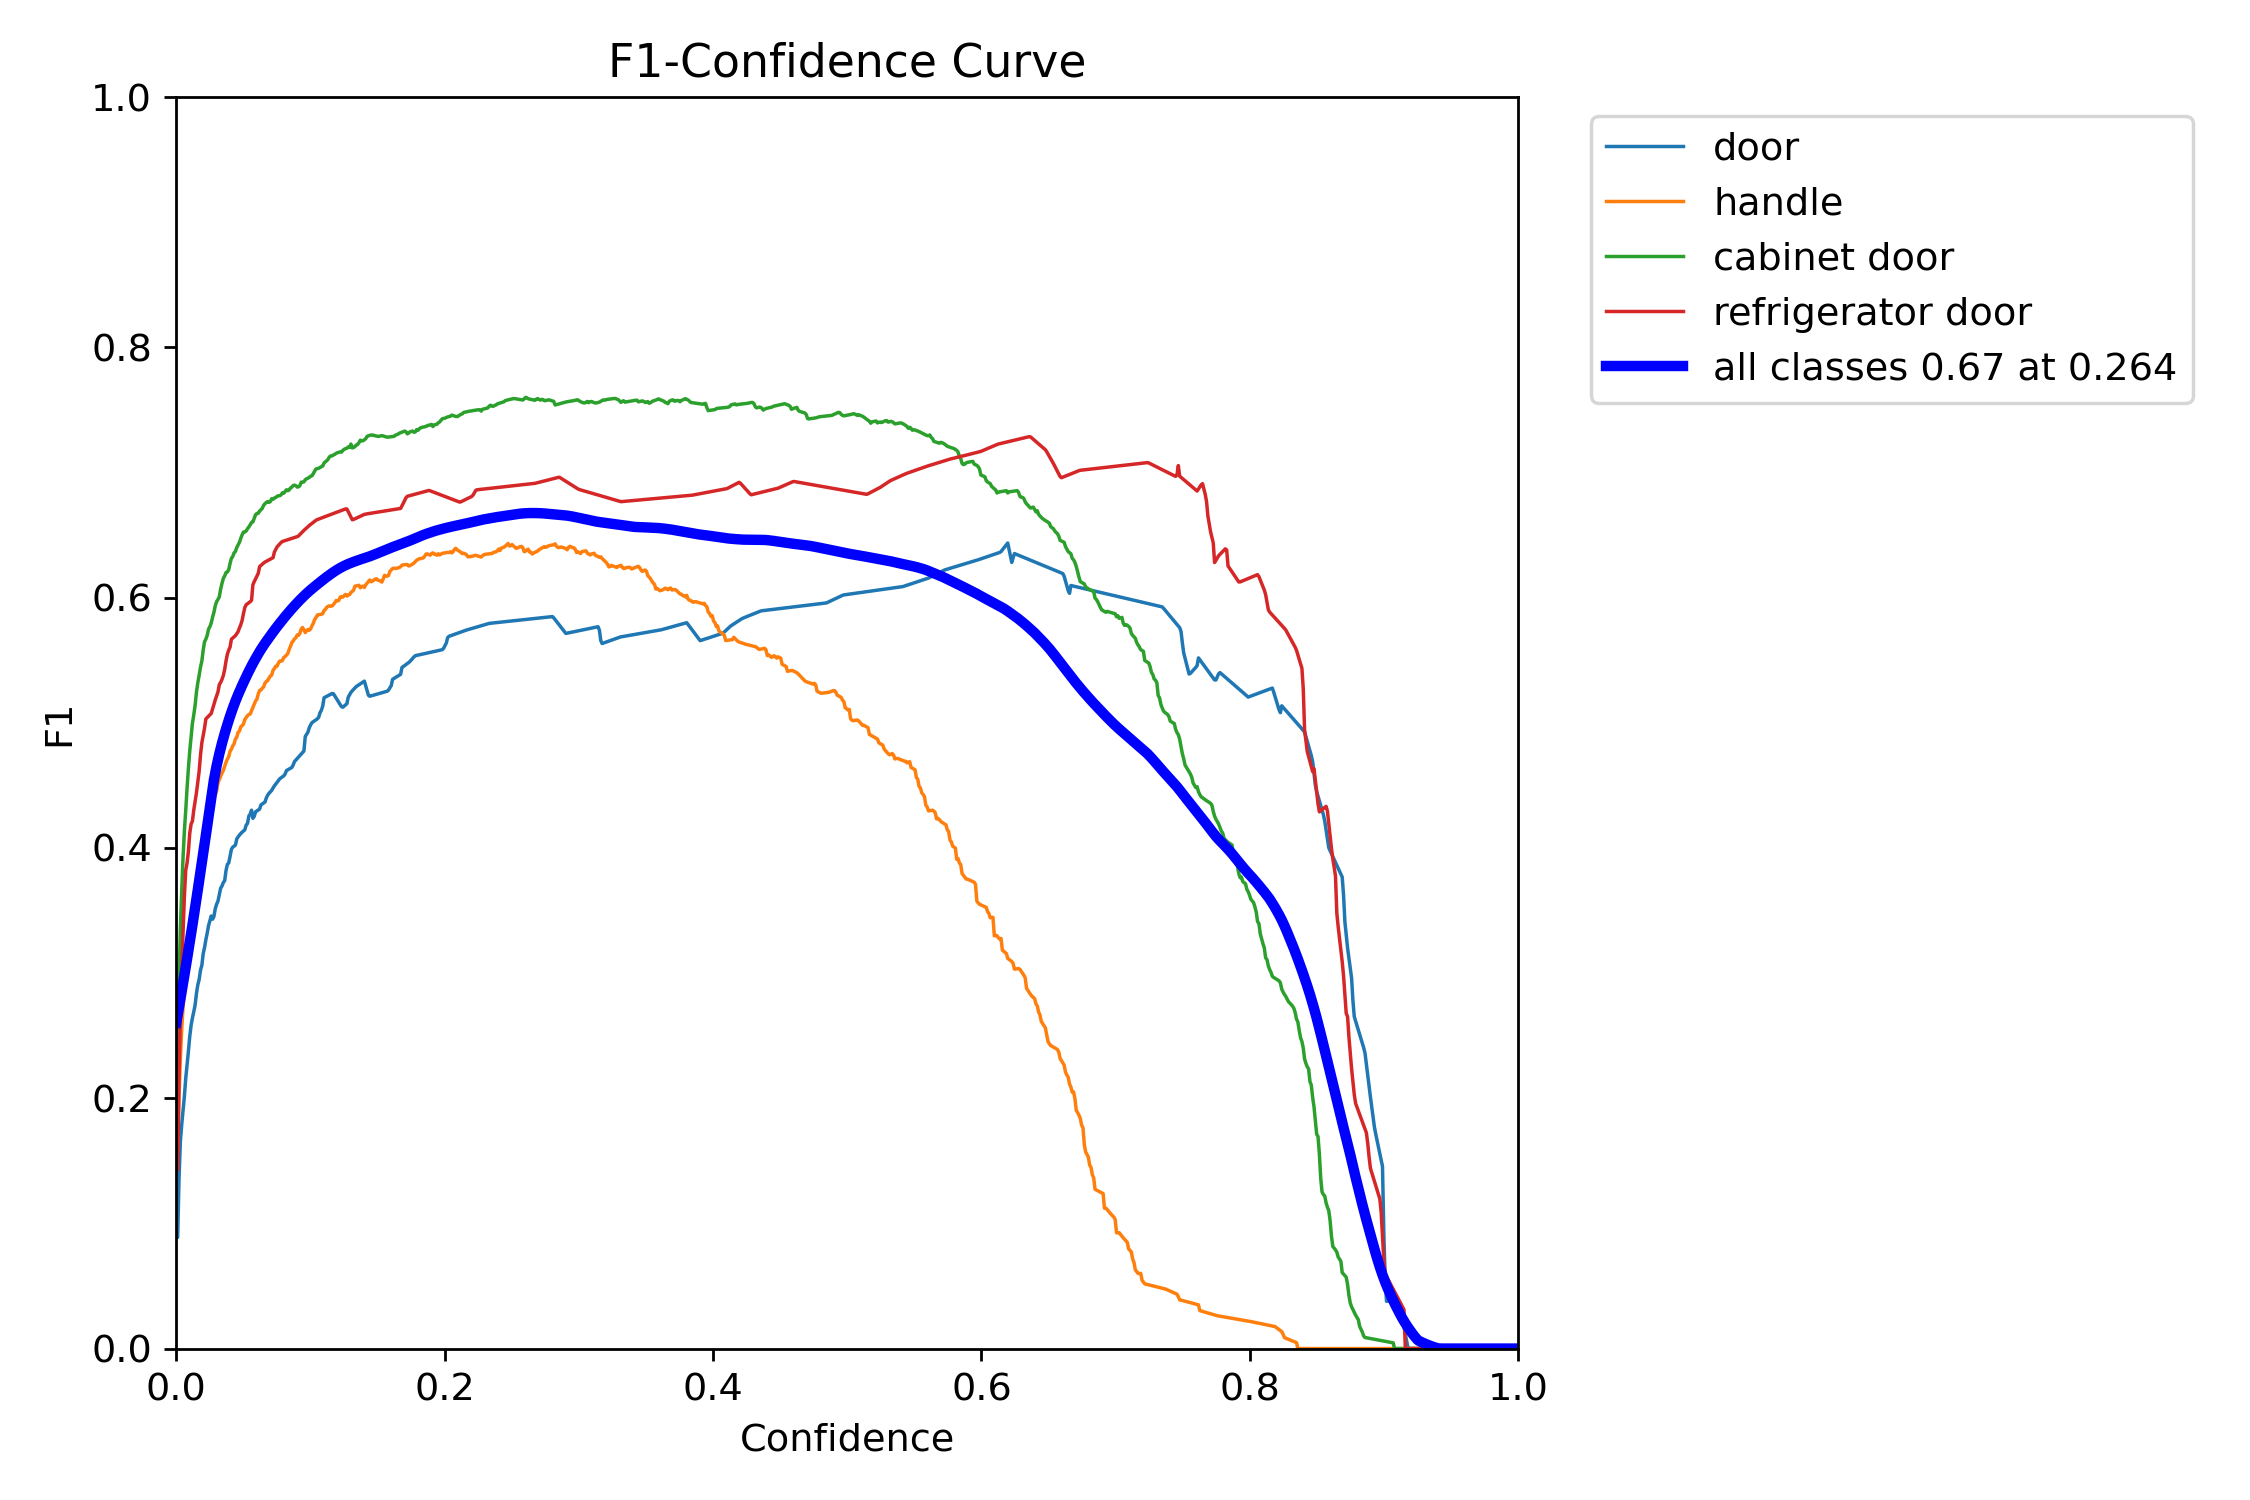 F1-Confidence Curve
1.0
0.8
0.6
0.4
0.2
0.0
F1
0.0 0.2 0.4 0.6 0.8 1.0
Confidence
door
handle
cabinet door
refrigerator door
all classes 0.67 at 0.264